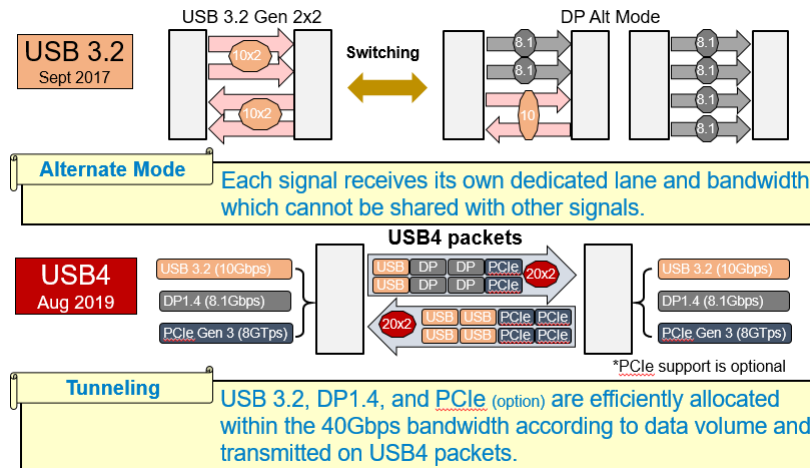 USB 3.2 Gen 2x2
DP Alt Mode
USB 3.2
Sept 2017
10x2
10x2
Switching
8.1
8.1
10
8.1
8.1
8.1
8.1
Alternate Mode
Each signal receives its own dedicated lane and bandwidth
which cannot be shared with other signals.
USB4 packets
USB4
Aug 2019
USB 3.2 (10Gbps)
DP1.4 (8.1Gbps)
PCIe Gen 3 (8GTps)
USB DP DP PCIe
USB DP DP PCIe
20x2
20x2
USB USB PCIe PCIe
USB USB PCIe PCIe
USB 3.2 (10Gbps)
DP1.4 (8.1Gbps)
PCIe Gen 3 (8GTps)
*PCIe support is optional
Tunneling
USB 3.2, DP1.4, and PCIe (option) are efficiently allocated
within the 40Gbps bandwidth according to data volume and
transmitted on USB4 packets.